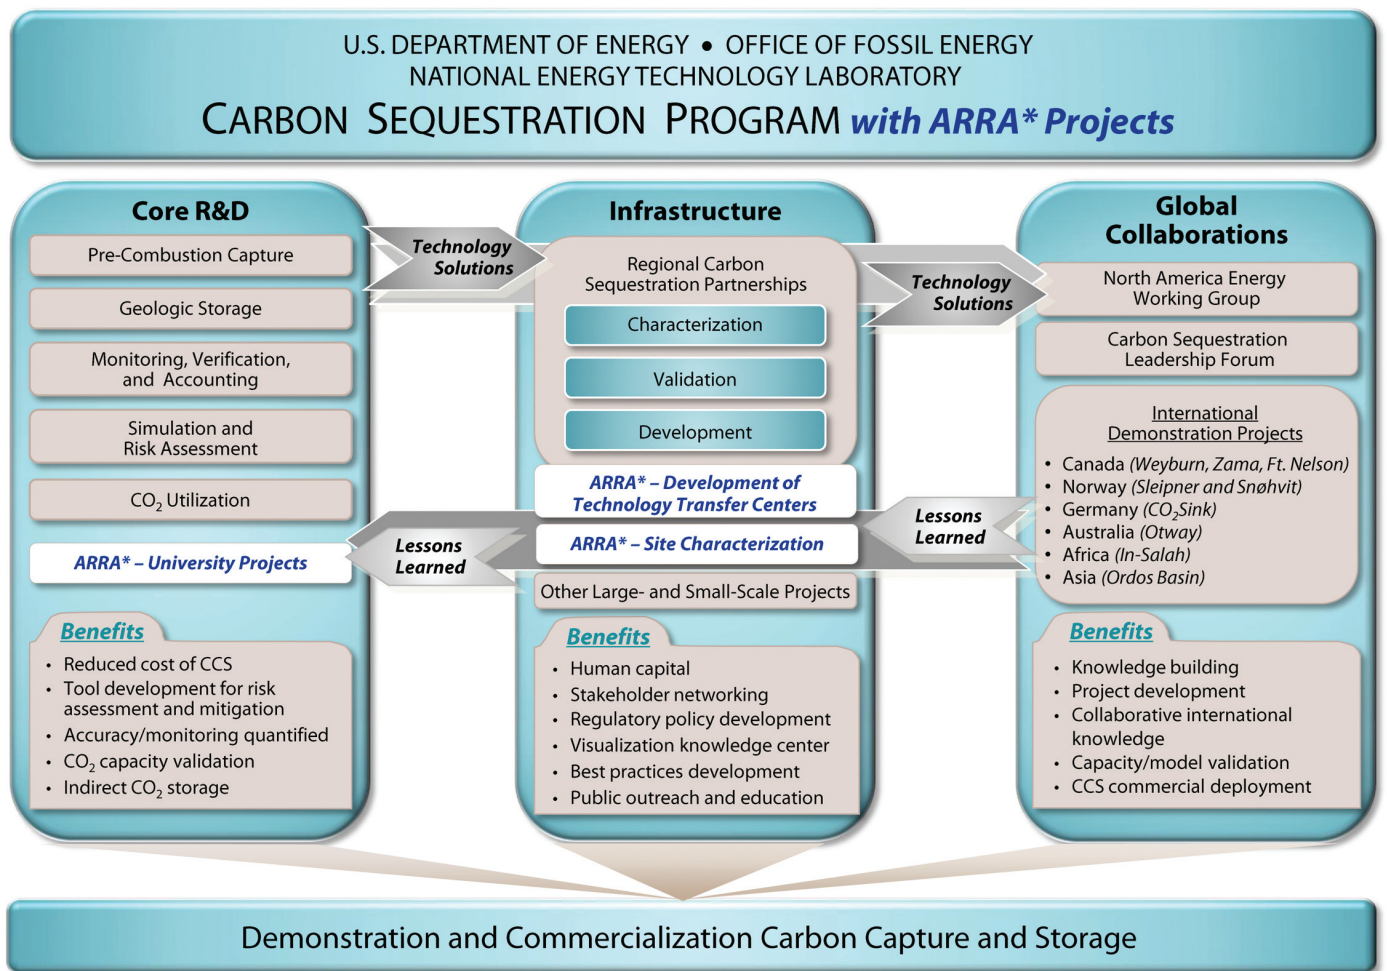 U.S. DEPARTMENT OF ENERGY • OFFICE OF FOSSIL ENERGY
NATIONAL ENERGY TECHNOLOGY LABORATORY
CARBON SEQUESTRATION PROGRAM with ARRA* Projects
Core R&D
Pre-Combustion Capture
Geologic Storage
Monitoring, Verification,
and Accounting
Simulation and
Risk Assessment
CO₂ Utilization
ARRA* – University Projects
Benefits
• Reduced cost of CCS
• Tool development for risk
assessment and mitigation
• Accuracy/monitoring quantified
• CO₂ capacity validation
• Indirect CO₂ storage
Technology
Solutions
Lessons
Learned
Infrastructure
Regional Carbon
Sequestration Partnerships
Characterization
Validation
Development
ARRA* – Development of
Technology Transfer Centers
ARRA* – Site Characterization
Other Large- and Small-Scale Projects
Benefits
• Human capital
• Stakeholder networking
• Regulatory policy development
• Visualization knowledge center
• Best practices development
• Public outreach and education
Technology
Solutions
Lessons
Learned
Global
Collaborations
North America Energy
Working Group
Carbon Sequestration
Leadership Forum
International
Demonstration Projects
• Canada (Weyburn, Zama, Ft. Nelson)
• Norway (Sleipner and Snøhvit)
• Germany (CO₂Sink)
• Australia (Otway)
• Africa (In-Salah)
• Asia (Ordos Basin)
Benefits
• Knowledge building
• Project development
• Collaborative international
knowledge
• Capacity/model validation
• CCS commercial deployment
Demonstration and Commercialization Carbon Capture and Storage